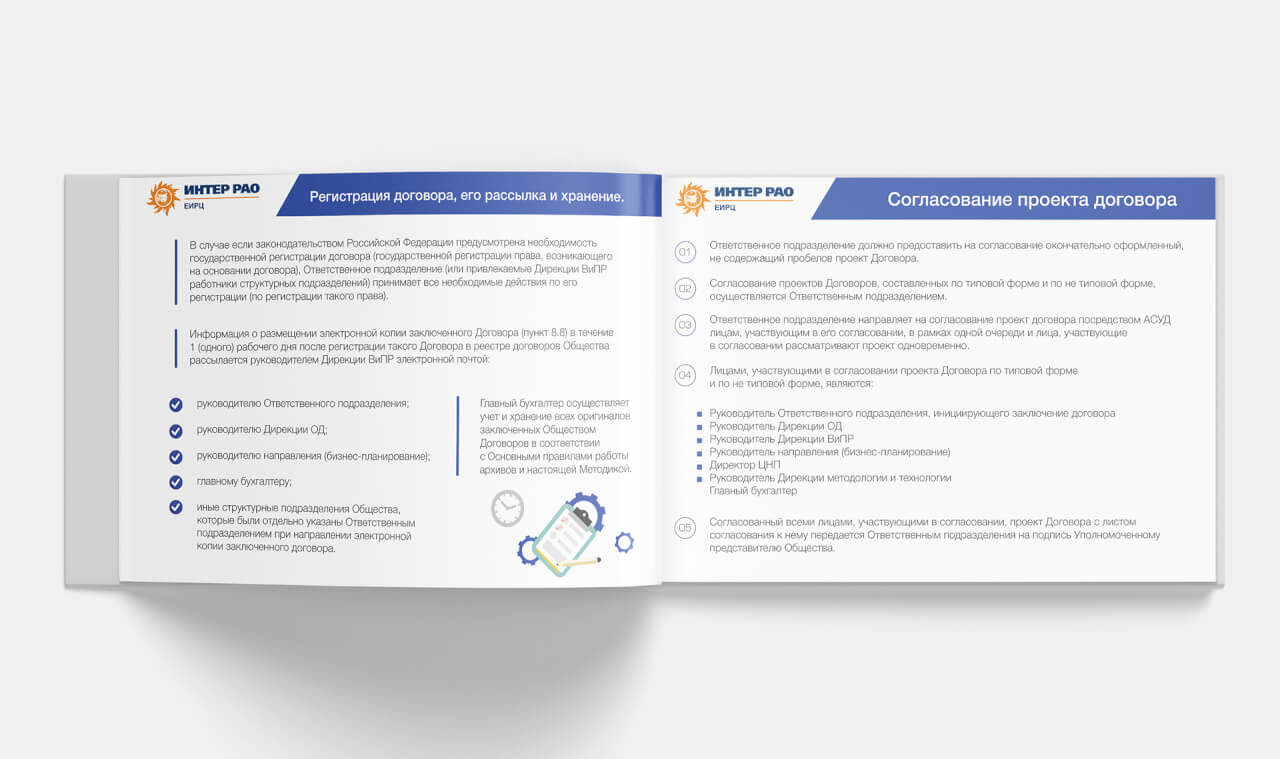 ИНТЕР РАО
ЕИРЦ
Регистрация договора, его рассылка и хранение.
В случае если законодательством Российской Федерации предусмотрена необходимость
государственной регистрации договора (государственной регистрации права, возникающего
на основании договора), Ответственное подразделение (или привлекаемые Дирекции ВиПР
работники структурных подразделений) принимает все необходимые действия по его
регистрации (по регистрации такого права).
Информация о размещении электронной копии заключенного Договора (пункт 8.8) в течение
1 (одного) рабочего дня после регистрации такого Договора в реестре договоров Общества
рассылается руководителем Дирекции ВиПР электронной почтой:
руководителю Ответственного подразделения;
руководителю Дирекции ОД;
руководителю направления (бизнес-планирование);
главному бухгалтеру;
иные структурные подразделения Общества,
которые были отдельно указаны Ответственным
подразделением при направлении электронной
копии заключенного договора.
Главный бухгалтер осуществляет
учет и хранение всех оригиналов
заключенных Обществом
Договоров в соответствии
с Основными правилами работы
архивов и настоящей Методикой.
ИНТЕР РАО
ЕИРЦ
Согласование проекта договора
01 Ответственное подразделение должно предоставить на согласование окончательно оформленный,
не содержащий пробелов проект Договора.
02 Согласование проектов Договоров, составленных по типовой форме и по не типовой форме,
осуществляется Ответственным подразделением.
03 Ответственное подразделение направляет на согласование проект договора посредством АСУД
лицам, участвующим в его согласовании, в рамках одной очереди и лица, участвующие
в согласовании рассматривают проект одновременно.
04 Лицами, участвующими в согласовании проекта Договора по типовой форме
и по не типовой форме, являются:
Руководитель Ответственного подразделения, инициирующего заключение договора
Руководитель Дирекции ОД
Руководитель Дирекции ВиПР
Руководитель направления (бизнес-планирование)
Директор ЦНП
Руководитель Дирекции методологии и технологии
Главный бухгалтер
05 Согласованный всеми лицами, участвующими в согласовании, проект Договора с листом
согласования к нему передается Ответственным подразделения на подпись Уполномоченному
представителю Общества.